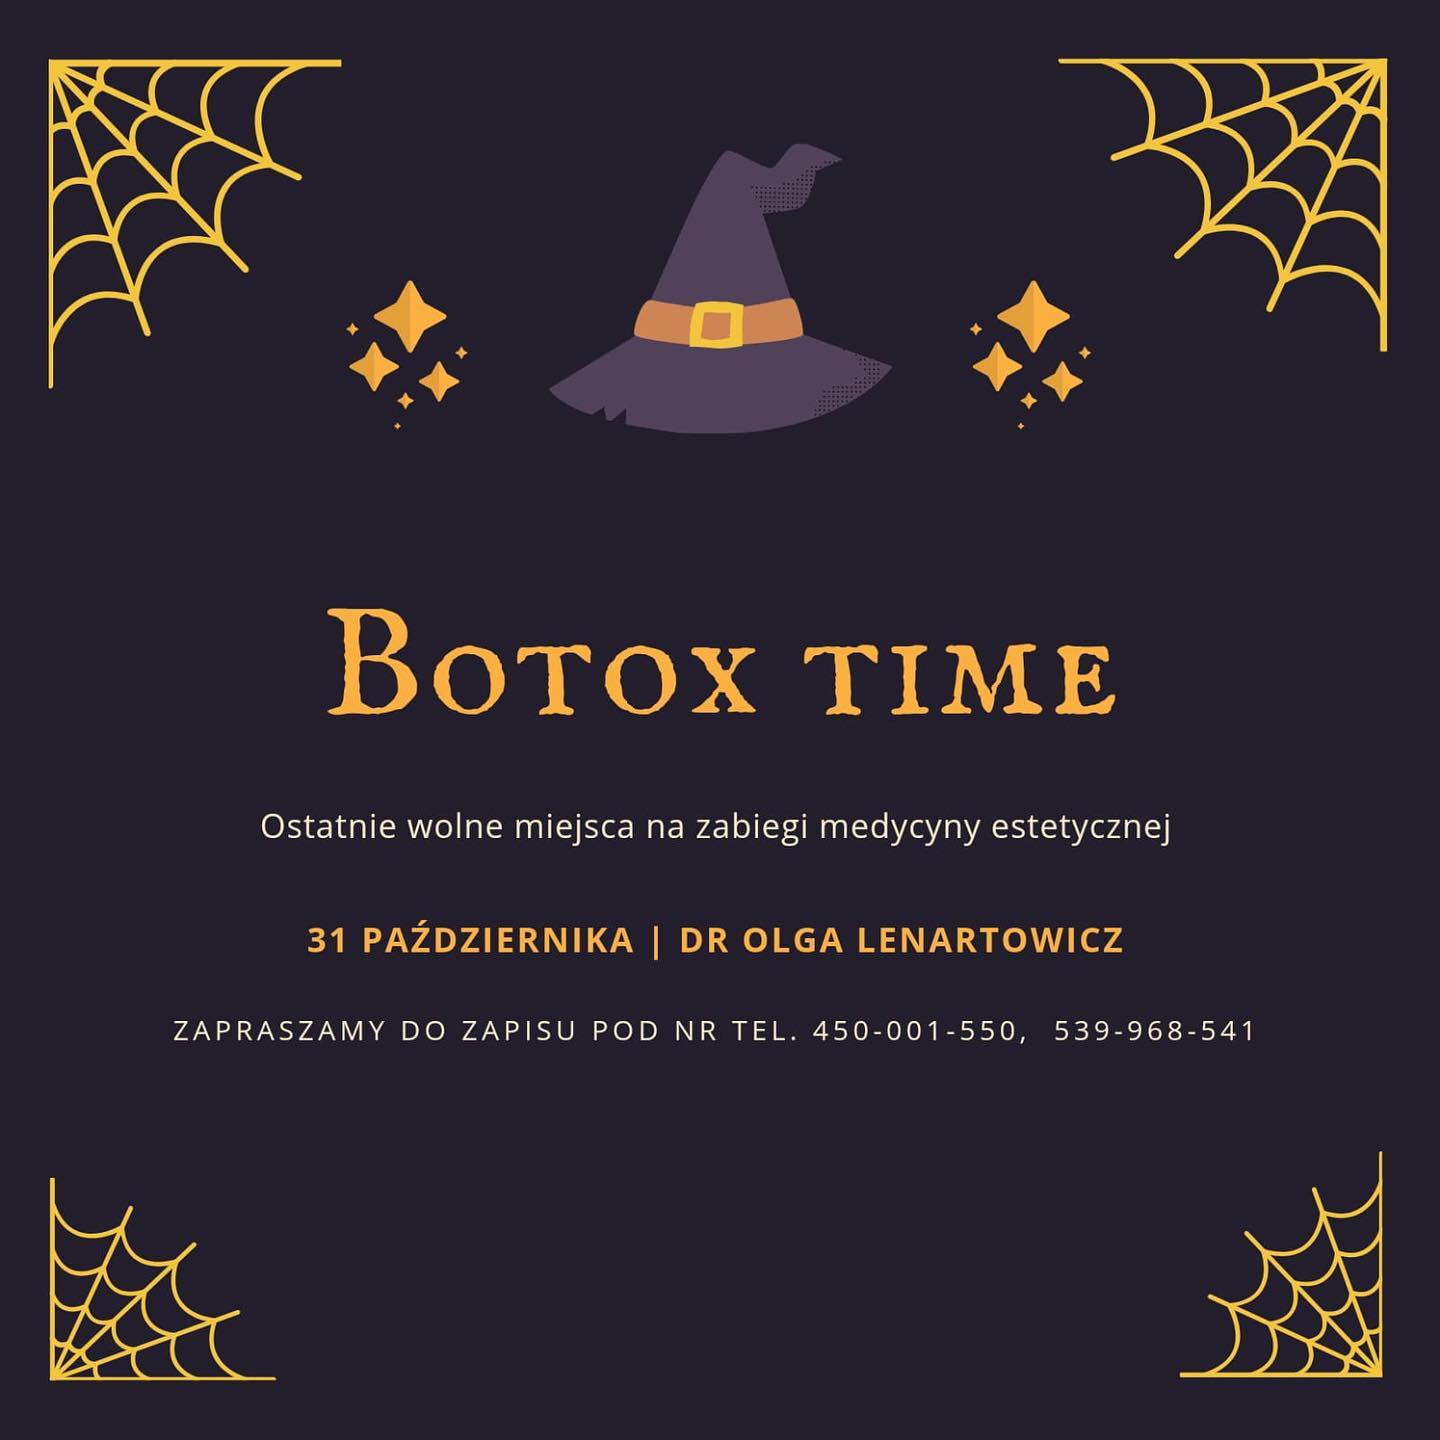 Botox time
Ostatnie wolne miejsca na zabiegi medycyny estetycznej
31 PAŹDZIERNIKA | DR OLGA LENARTOWICZ
ZAPRASZAMY DO ZAPISU POD NR TEL. 450-001-550, 539-968-541